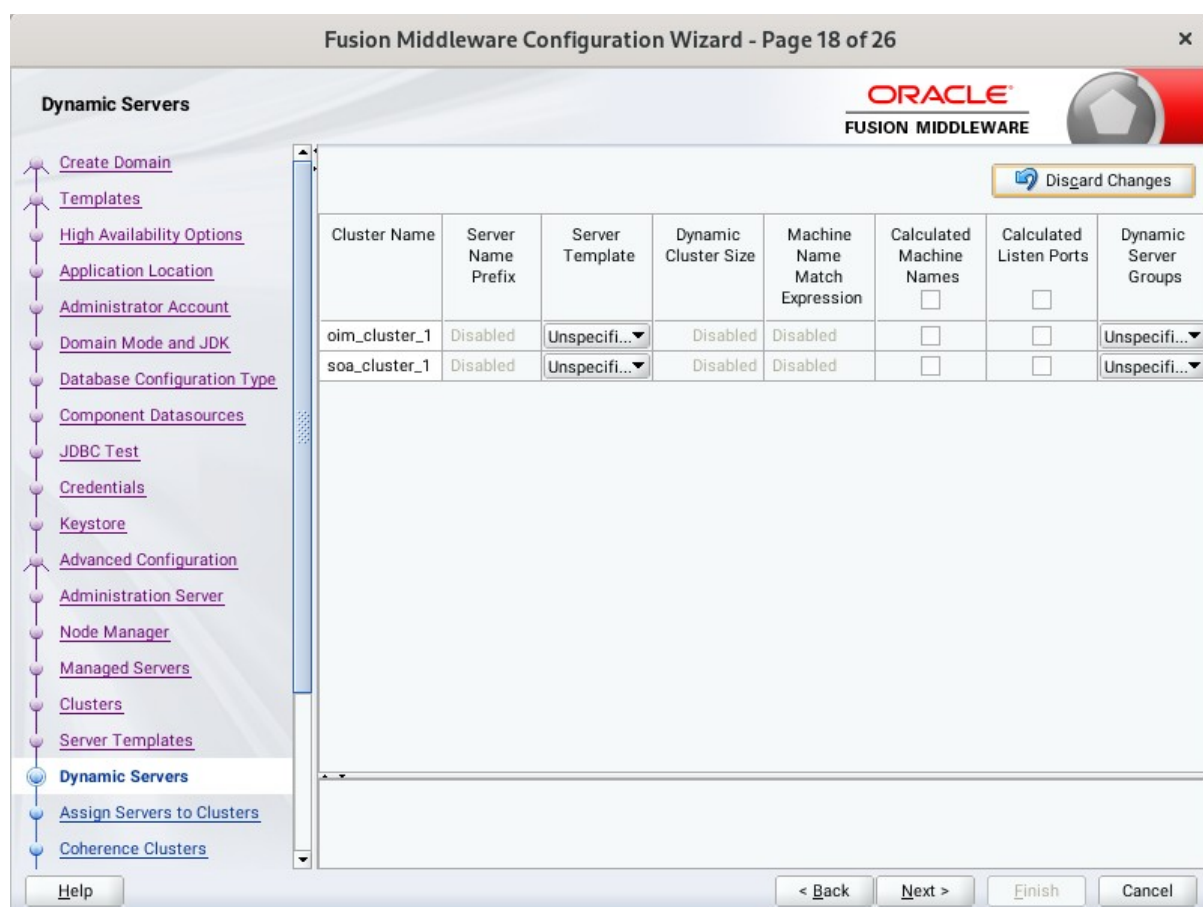 Fusion Middleware Configuration Wizard - Page 18 of 26
Dynamic Servers
ORACLE
FUSION MIDDLEWARE
Create Domain
Templates
High Availability Options
Application Location
Administrator Account
Domain Mode and JDK
Database Configuration Type
Component Datasources
JDBC Test
Credentials
Keystore
Advanced Configuration
Administration Server
Node Manager
Managed Servers
Clusters
Server Templates
Dynamic Servers
Assign Servers to Clusters
Coherence Clusters
Discard Changes
Cluster Name
Server
Name
Prefix
Server
Template
Dynamic
Cluster Size
Machine
Name
Match
Expression
Calculated
Machine
Names
Calculated
Listen Ports
Dynamic
Server
Groups
oim_cluster_1 Disabled Unspecifi... Disabled Disabled Unspecifi...
soa_cluster_1 Disabled Unspecifi... Disabled Disabled Unspecifi...
Help
< Back
Next >
Finish
Cancel